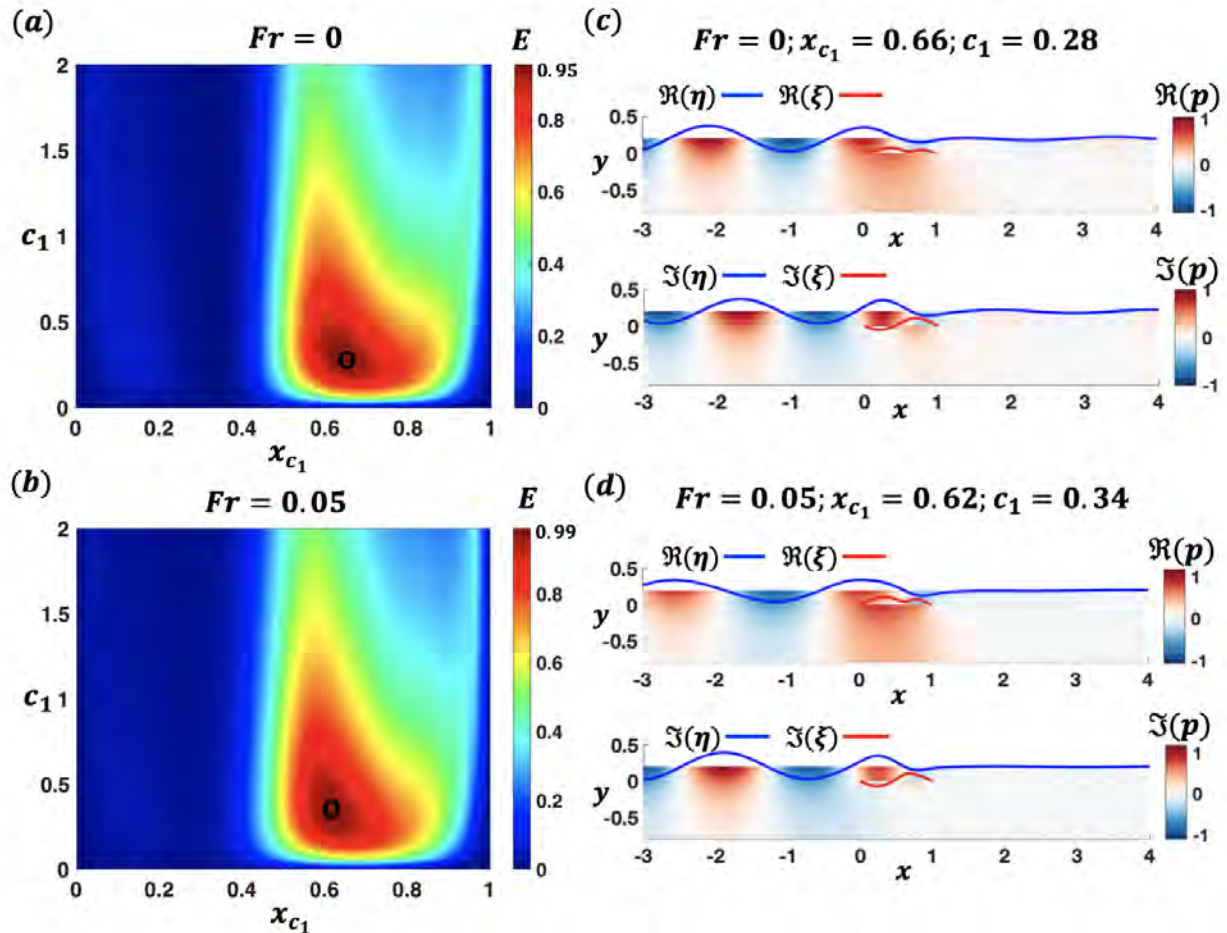 (a)
Fr = 0
E
0.95
0.8
0.6
0.4
0.2
0
2
1.5
c₁ 1
0.5
0
0 0.2 0.4 0.6 0.8 1
x_c₁
(b)
Fr = 0.05
E
0.99
0.8
0.6
0.4
0.2
0
2
1.5
c₁ 1
0.5
0
0 0.2 0.4 0.6 0.8 1
x_c₁
(c)
Fr = 0; x_c₁ = 0.66; c₁ = 0.28
ℜ(η) ℜ(ξ) ℜ(p)
0.5
y 0
-0.5
-3 -2 -1 0 1 2 3 4
x
1
0
-1
ℑ(η) ℑ(ξ) ℑ(p)
0.5
y 0
-0.5
-3 -2 -1 0 1 2 3 4
x
1
0
-1
(d)
Fr = 0.05; x_c₁ = 0.62; c₁ = 0.34
ℜ(η) ℜ(ξ) ℜ(p)
0.5
y 0
-0.5
-3 -2 -1 0 1 2 3 4
x
1
0
-1
ℑ(η) ℑ(ξ) ℑ(p)
0.5
y 0
-0.5
-3 -2 -1 0 1 2 3 4
x
1
0
-1